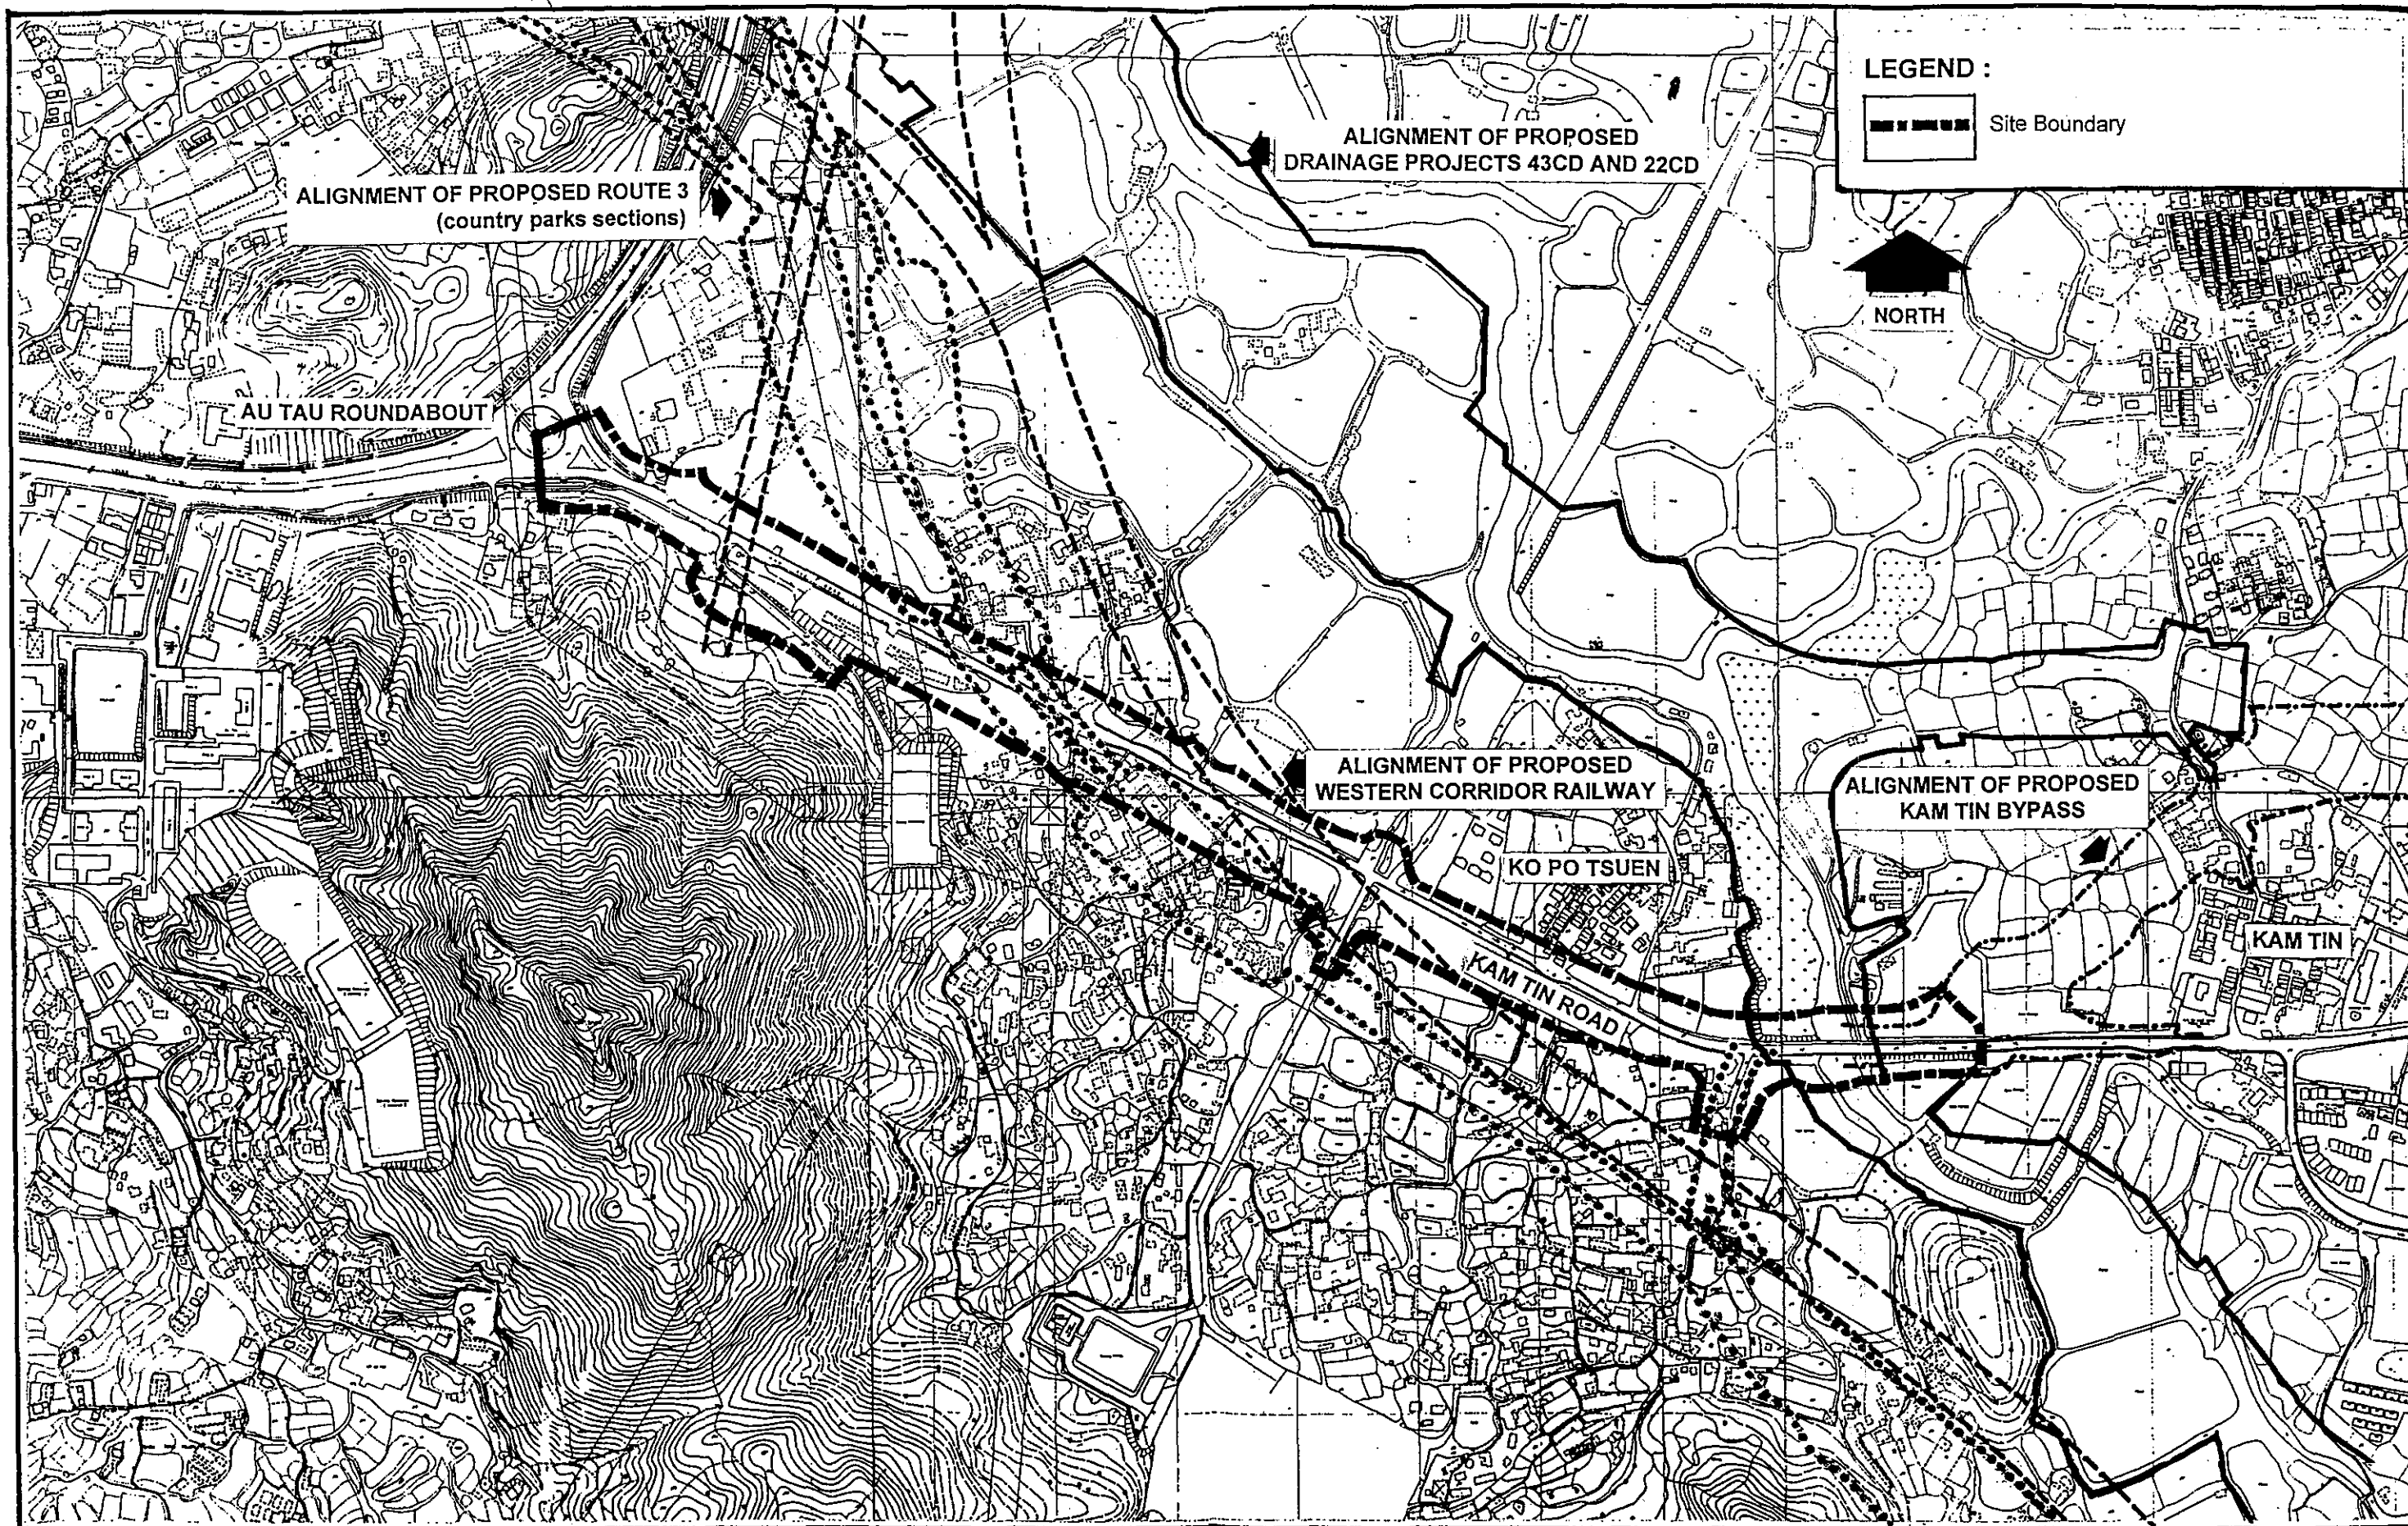 LEGEND :
Site Boundary
ALIGNMENT OF PROPOSED
DRAINAGE PROJECTS 43CD AND 22CD
ALIGNMENT OF PROPOSED ROUTE 3
(country parks sections)
NORTH
AU TAU ROUNDABOUT
ALIGNMENT OF PROPOSED
WESTERN CORRIDOR RAILWAY
ALIGNMENT OF PROPOSED
KAM TIN BYPASS
KO PO TSUEN
KAM TIN
KAM TIN ROAD